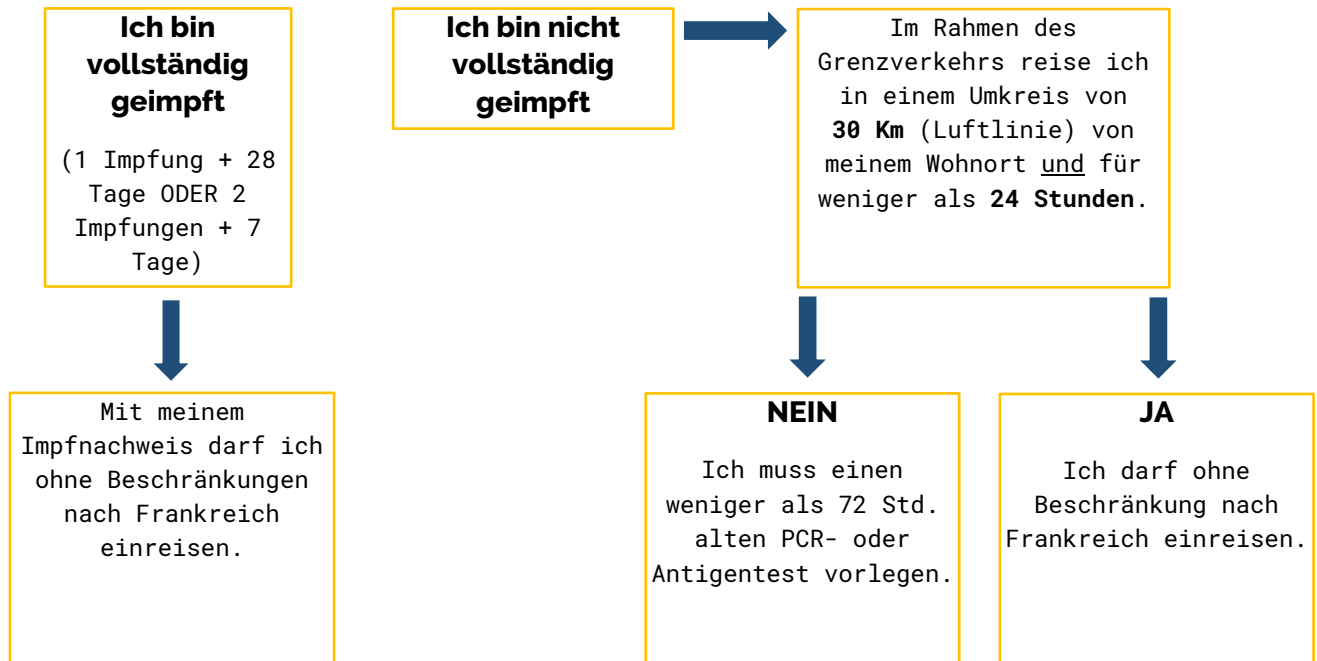 Ich bin
vollständig
geimpft
(1 Impfung + 28
Tage ODER 2
Impfungen + 7
Tage)
Mit meinem
Impfnachweis darf ich
ohne Beschränkungen
nach Frankreich
einreisen.
Ich bin nicht
vollständig
geimpft
Im Rahmen des
Grenzverkehrs reise ich
in einem Umkreis von
30 Km (Luftlinie) von
meinem Wohnort und für
weniger als 24 Stunden.
NEIN
Ich muss einen
weniger als 72 Std.
alten PCR- oder
Antigentest vorlegen.
JA
Ich darf ohne
Beschränkung nach
Frankreich einreisen.